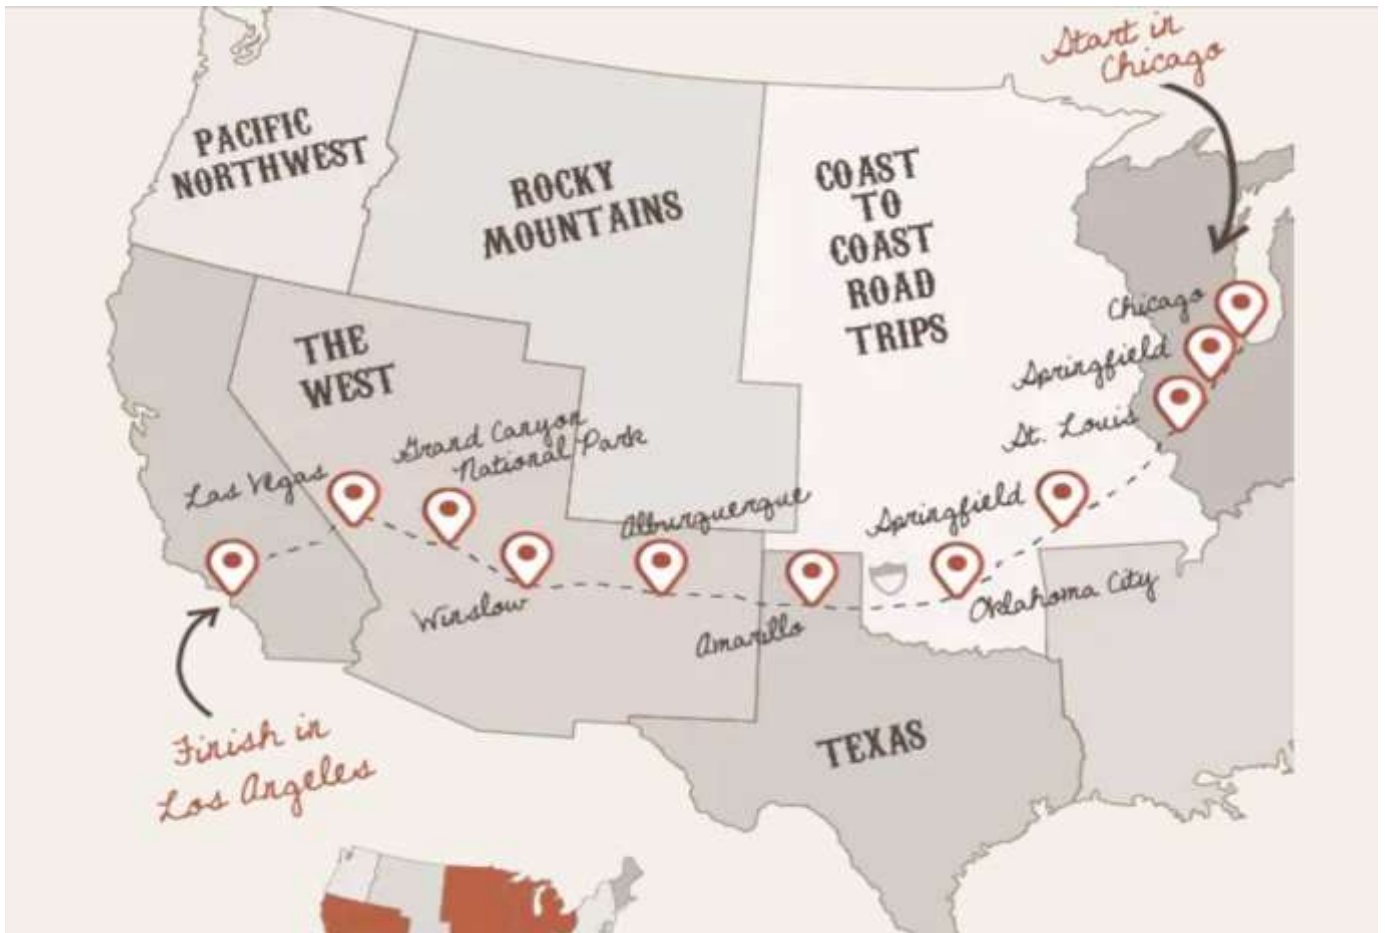 Start in
Chicago
PACIFIC
NORTHWEST
ROCKY
MOUNTAINS
COAST
TO
COAST
ROAD
TRIPS
THE
WEST
Chicago
Springfield
St. Louis
Grand Canyon
National Park
Las Vegas
Alburquerque
Springfield
Winslow
Amarillo
Oklahoma City
TEXAS
Finish in
Los Angeles